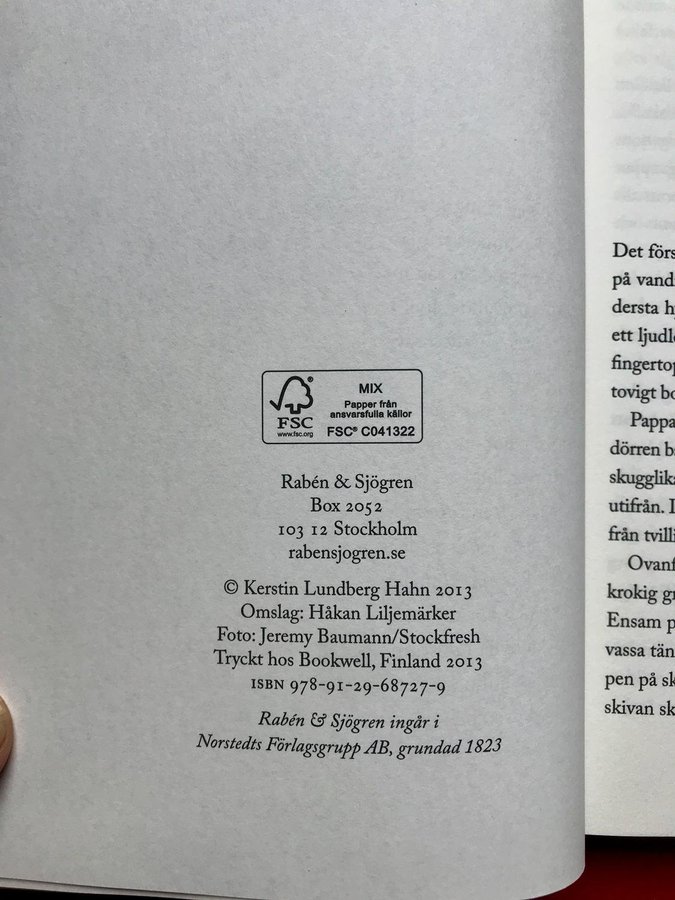 FSC®
www.fsc.org
MIX
Papper från
ansvarsfulla källor
FSC® C041322
Rabén & Sjögren
Box 2052
103 12 Stockholm
rabensjogren.se
© Kerstin Lundberg Hahn 2013
Omslag: Håkan Liljemärker
Foto: Jeremy Baumann/Stockfresh
Tryckt hos Bookwell, Finland 2013
ISBN 978-91-29-68727-9
Rabén & Sjögren ingår i
Norstedts Förlagsgrupp AB, grundad 1823
Det förs
på vand
dersta h
ett ljudl
fingertop
tovigt bo
Pappa
dörren b
skugglik
utifrån.
från tvilli
Ovanf
krokig gr
Ensam p
vassa tän
pen på sk
skivan sk